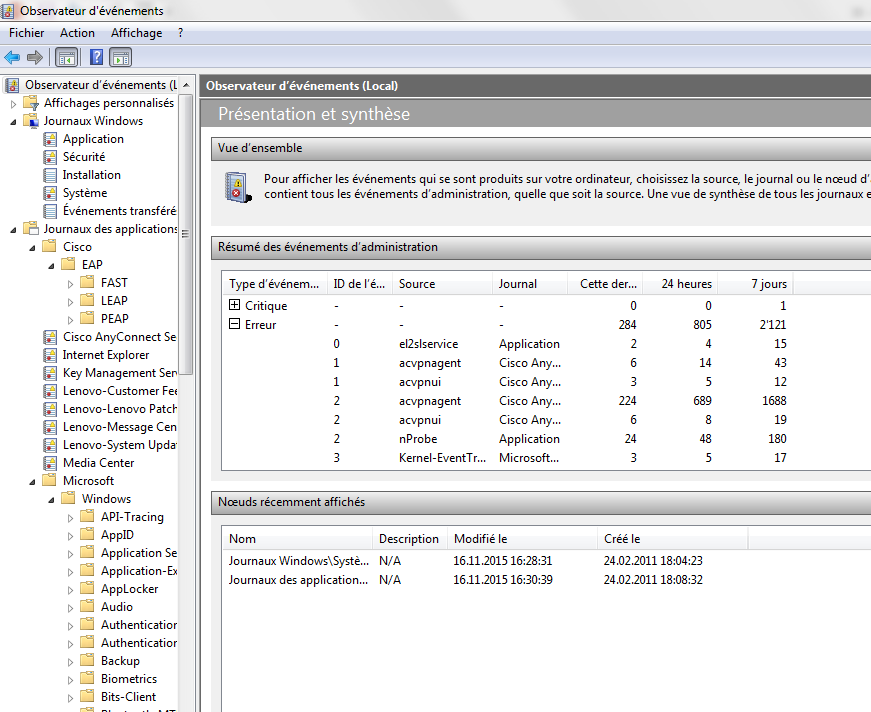 Observateur d'événements
Fichier Action Affichage ?
Observateur d'événements (L
Affichages personnalisés
Journaux Windows
Application
Sécurité
Installation
Système
Événements transféré
Journaux des applications
Cisco
EAP
FAST
LEAP
PEAP
Cisco AnyConnect Se
Internet Explorer
Key Management Serv
Lenovo-Customer Fee
Lenovo-Lenovo Patch
Lenovo-Message Cen
Lenovo-System Upda
Media Center
Microsoft
Windows
API-Tracing
AppID
Application Se
Application-Ex
AppLocker
Audio
Authentication
Authentication
Backup
Biometrics
Bits-Client
Observateur d'événements (Local)
Présentation et synthèse
Vue d'ensemble
Pour afficher les événements qui se sont produits sur votre ordinateur, choisissez la source, le journal ou le nœud d'
contient tous les événements d'administration, quelle que soit la source. Une vue de synthèse de tous les journaux e
Résumé des événements d'administration
Type d'événem... ID de l'é... Source Journal Cette der... 24 heures 7 jours
Critique - - - 0 0 1
Erreur - - - 284 805 2'121
0 el2slservice Application 2 4 15
1 acvpnagent Cisco Any... 6 14 43
1 acvpnui Cisco Any... 3 5 12
2 acvpnagent Cisco Any... 224 689 1688
2 acvpnui Cisco Any... 6 8 19
2 nProbe Application 24 48 180
3 Kernel-EventTr... Microsoft... 3 5 17
Nœuds récemment affichés
Nom Description Modifié le Créé le
Journaux Windows\Systè... N/A 16.11.2015 16:28:31 24.02.2011 18:04:23
Journaux des application... N/A 16.11.2015 16:30:39 24.02.2011 18:08:32